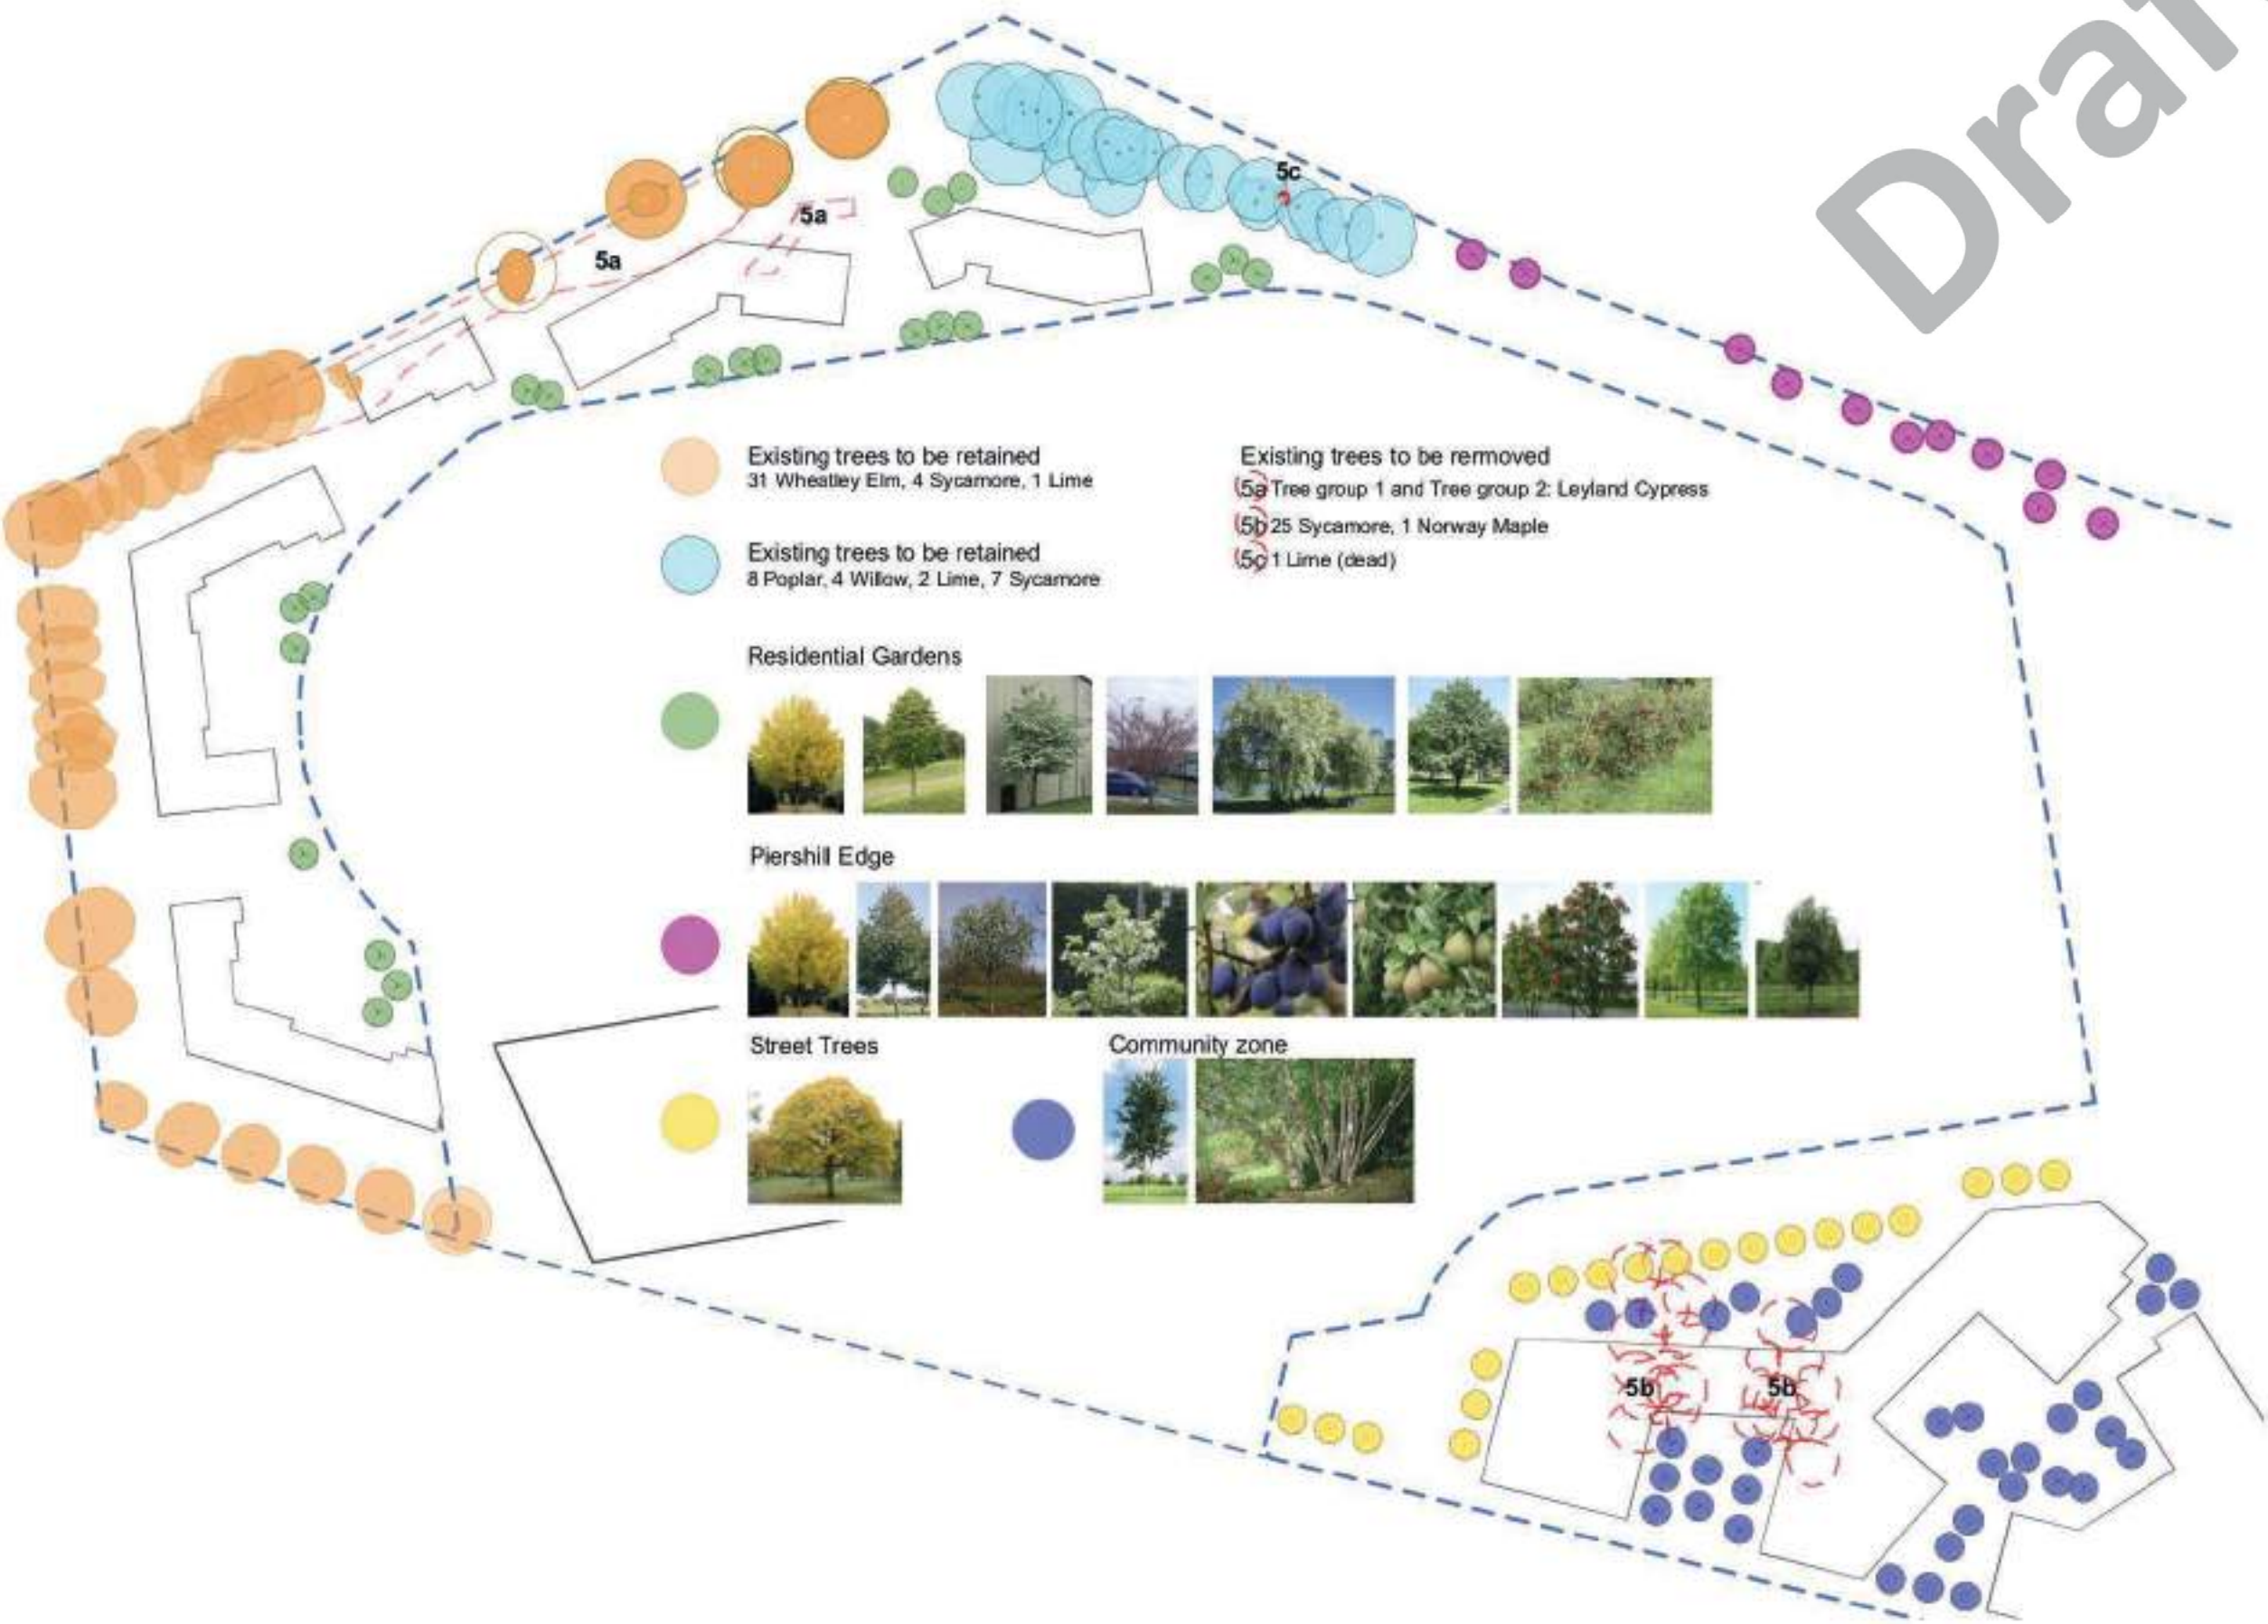 Draf
5c
5a
5a
Existing trees to be retained
31 Wheatley Elm, 4 Sycamore, 1 Lime
Existing trees to be rermoved
5a Tree group 1 and Tree group 2: Leyland Cypress
5b 25 Sycamore, 1 Norway Maple
5c 1 Lime (dead)
Existing trees to be retained
8 Poplar, 4 Willow, 2 Lime, 7 Sycamore
Residential Gardens
Piershill Edge
Street Trees
Community zone
5b
5b